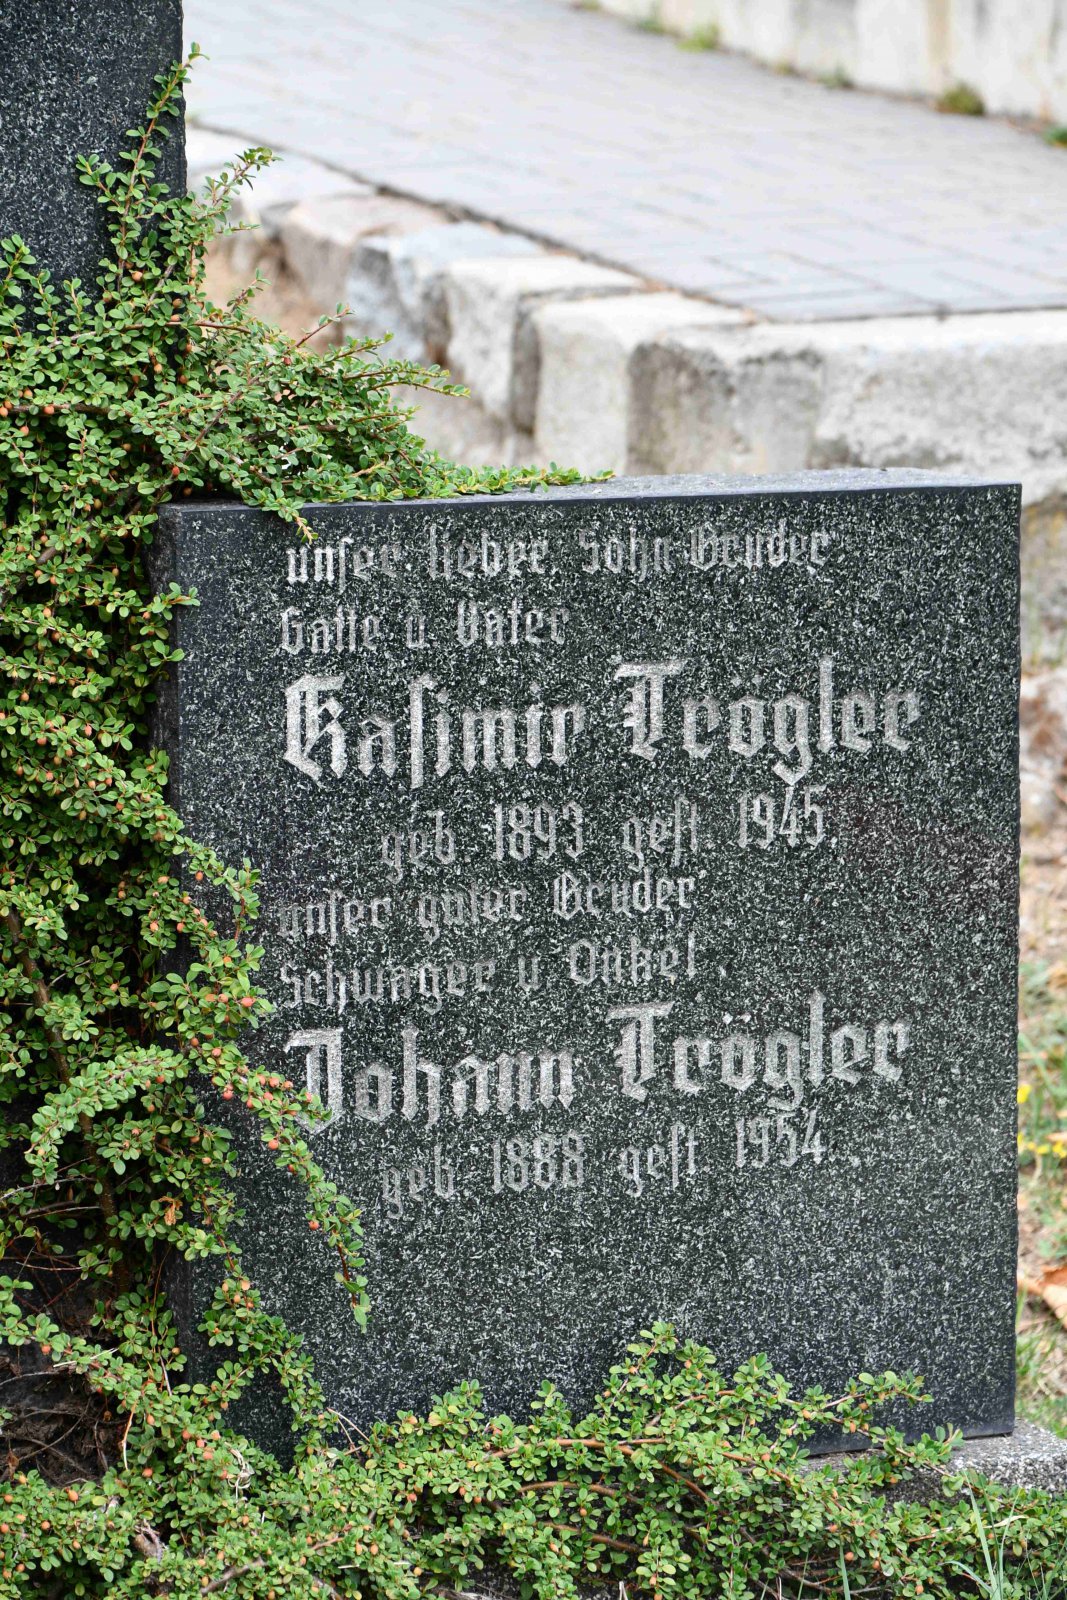 unser lieber Sohn Bruder
Gatte u Vater
Kasimir Trögler
geb. 1893 gest. 1945
unser guter Bruder
Schwager u Onkel.
Johann Trögler
geb. 1888 gest. 1954